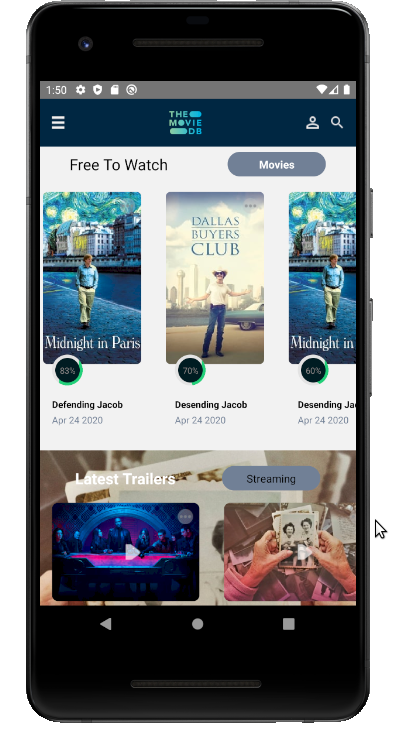 1:50
THE
MOVIE
DB
Free To Watch
Movies
DALLAS
BUYERS
CLUB
Midnight in Paris
Midnight in
83%
70%
60%
Defending Jacob
Desending Jacob
Desending Jac
Apr 24 2020
Apr 24 2020
Apr 24 2020
Latest Trailers
Streaming